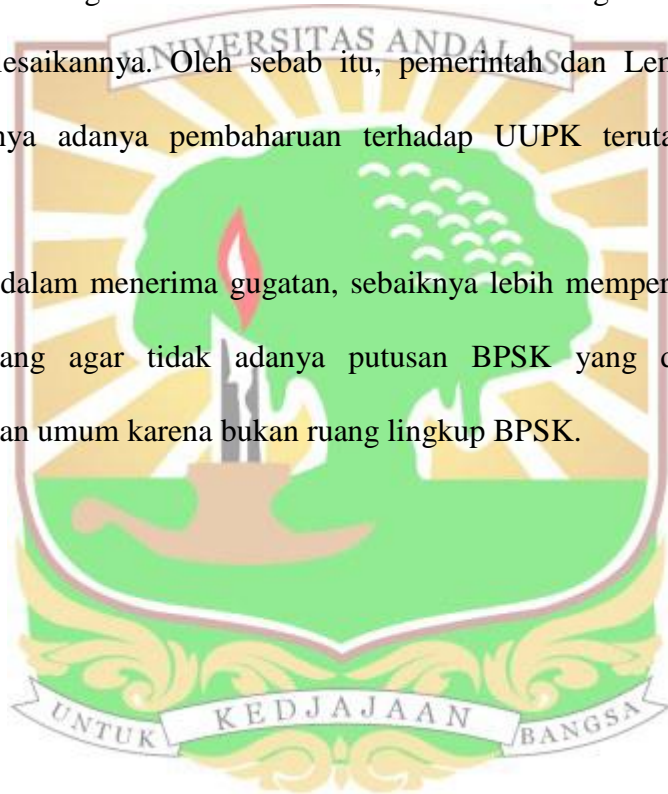 UNIVERSITAS ANDALAS
esaikannya. Oleh sebab itu, pemerintah dan Len
nya adanya pembaharuan terhadap UUPK teruta
dalam menerima gugatan, sebaiknya lebih memper
ang agar tidak adanya putusan BPSK yang
an umum karena bukan ruang lingkup BPSK.
UNTUK KEDJAJAAN BANGSA